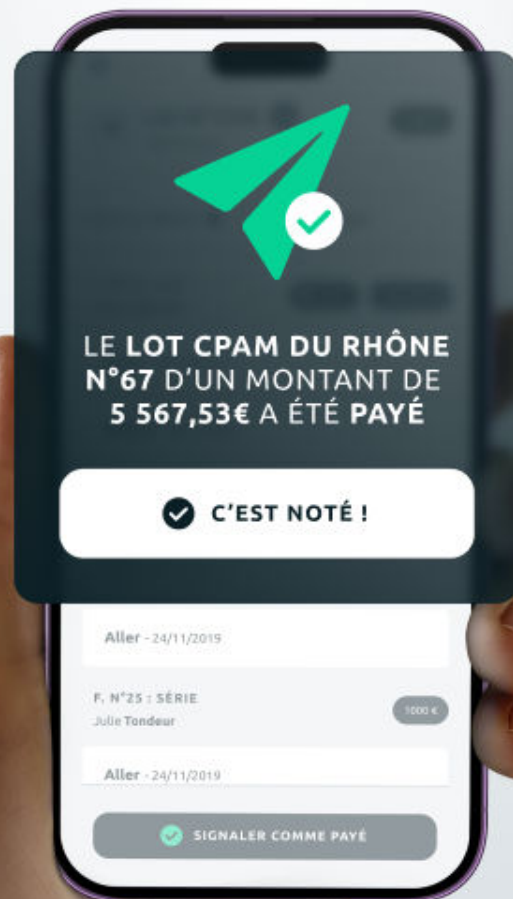 LE LOT CPAM DU RHÔNE
N°67 D'UN MONTANT DE
5 567,53€ A ÉTÉ PAYÉ
C'EST NOTÉ !
Aller - 24/11/2019
F. N°25 : SÉRIE
1000 €
Julie Tondeur
Aller - 24/11/2019
SIGNALER COMME PAYÉ